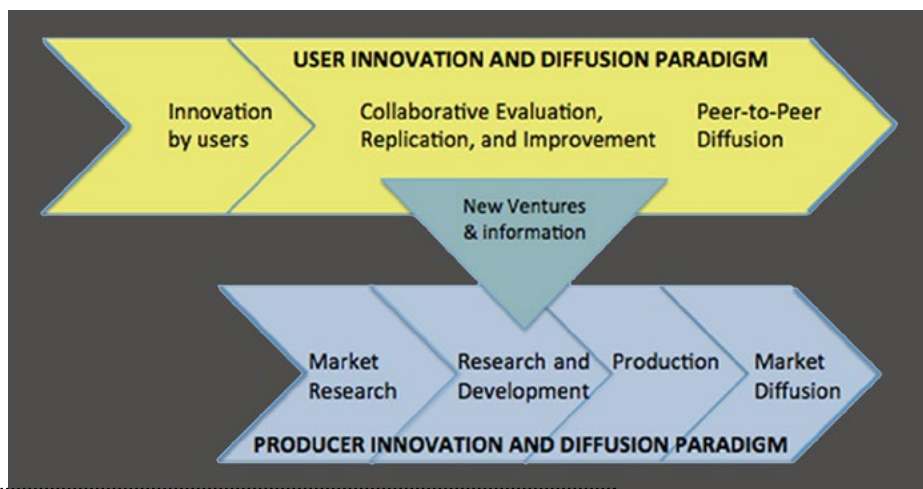 USER INNOVATION AND DIFFUSION PARADIGM
Innovation
by users
Collaborative Evaluation,
Replication, and Improvement
Peer-to-Peer
Diffusion
New Ventures
& information
Market
Research
Research and
Development
Production
Market
Diffusion
PRODUCER INNOVATION AND DIFFUSION PARADIGM